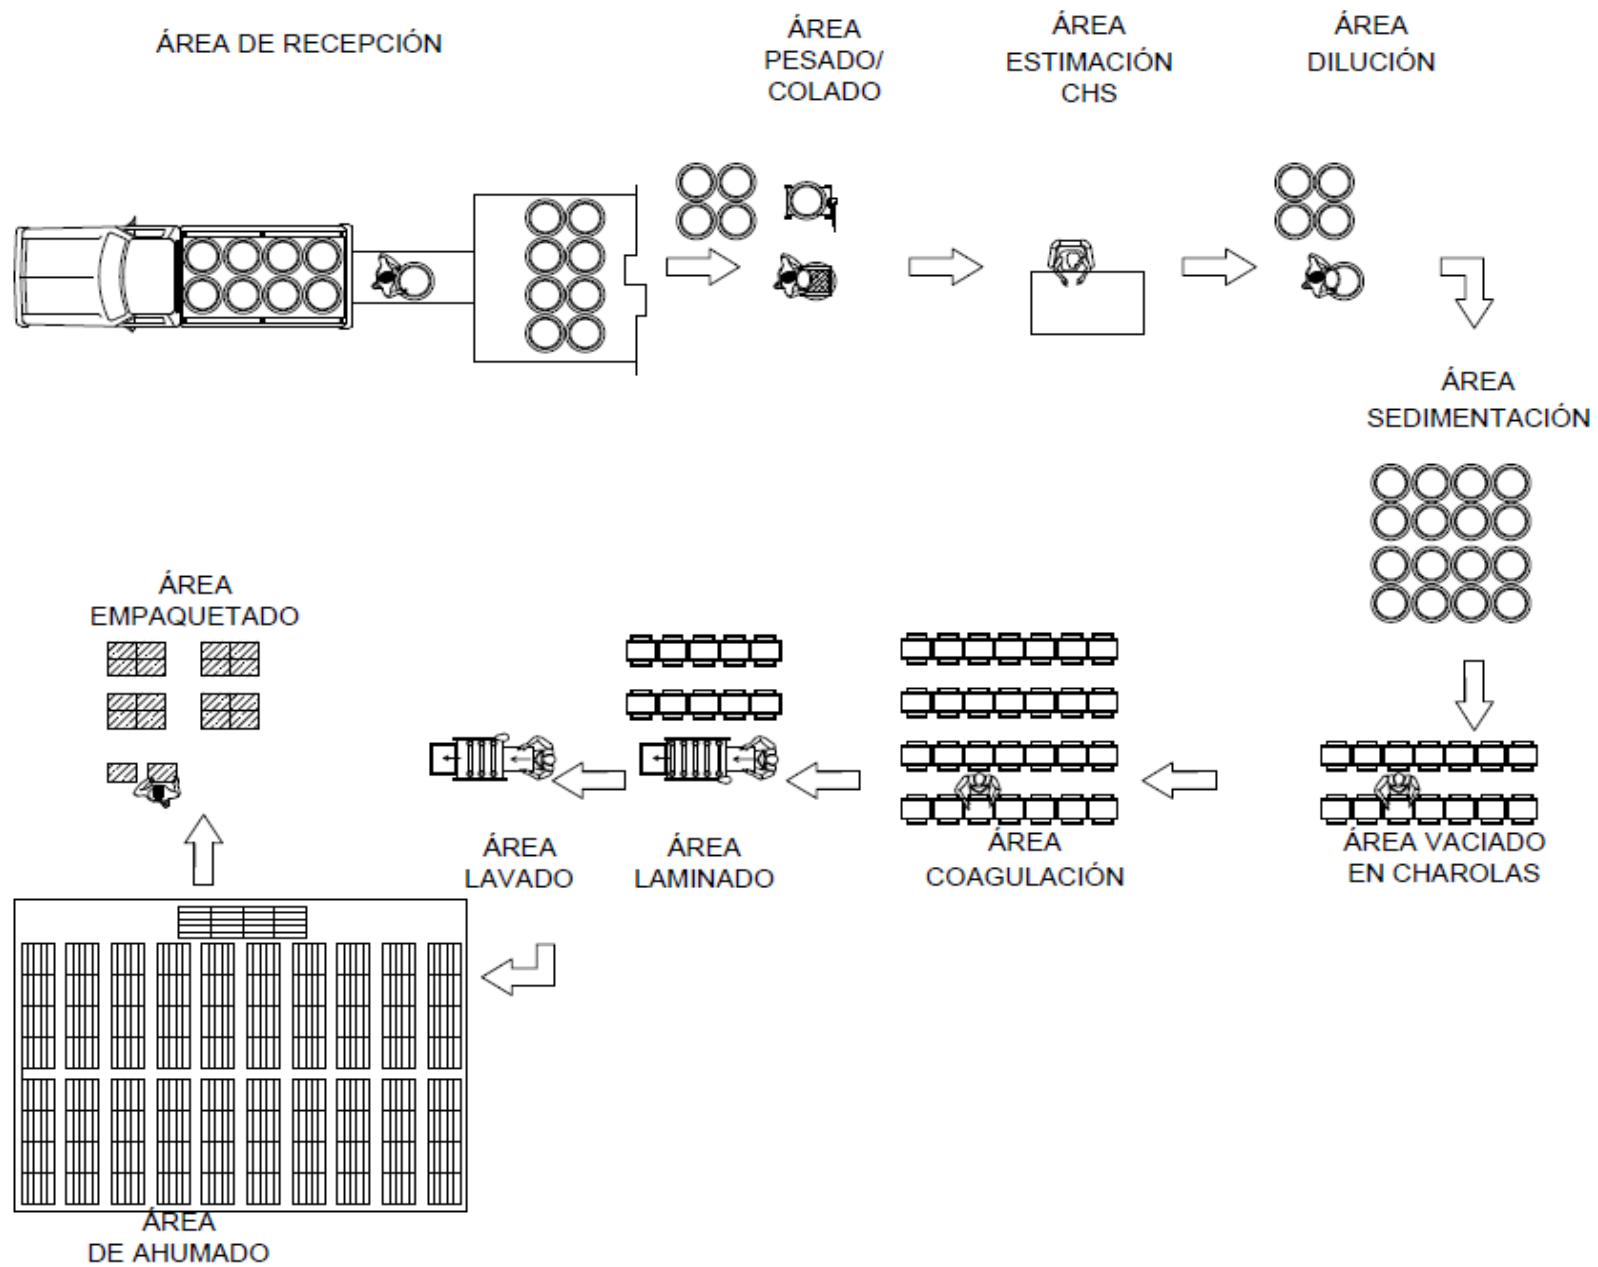 ÁREA DE RECEPCIÓN
ÁREA
PESADO/
COLADO
ÁREA
ESTIMACIÓN
CHS
ÁREA
DILUCIÓN
ÁREA
SEDIMENTACIÓN
ÁREA VACIADO
EN CHAROLAS
ÁREA
COAGULACIÓN
ÁREA
LAMINADO
ÁREA
LAVADO
ÁREA
DE AHUMADO
ÁREA
EMPAQUETADO